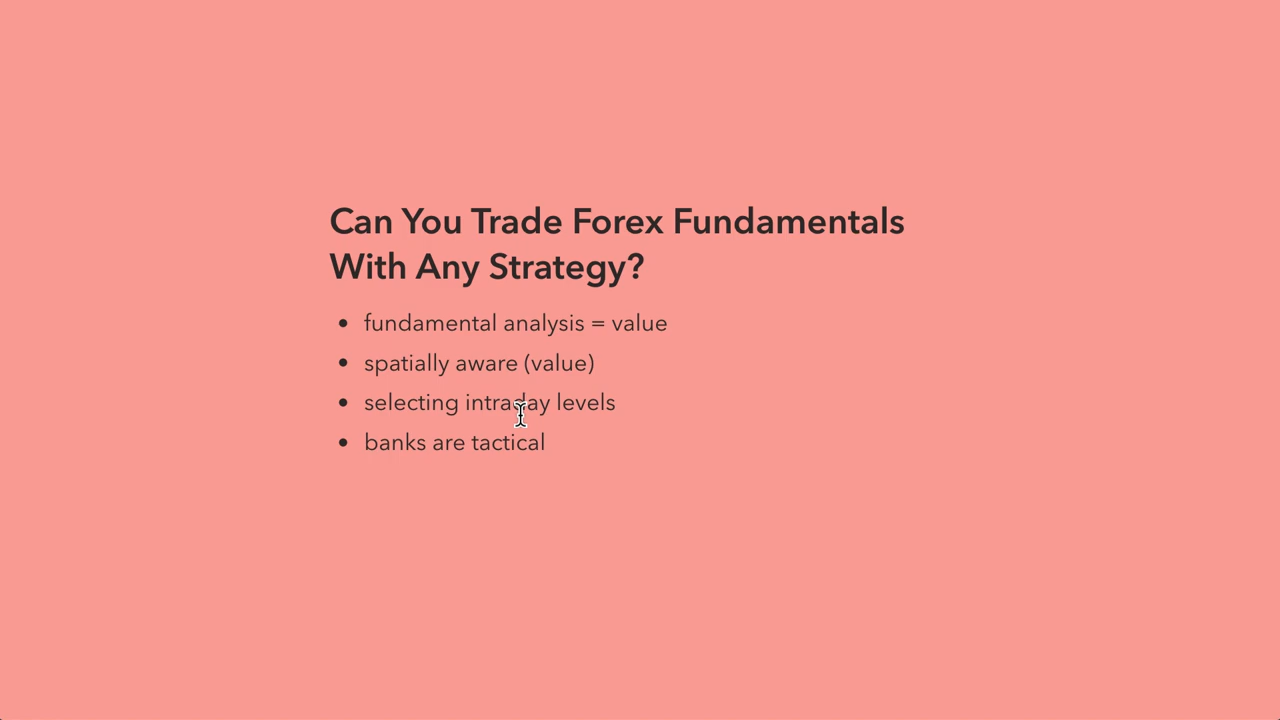 Can You Trade Forex Fundamentals
With Any Strategy?
• fundamental analysis = value
• spatially aware (value)
• selecting intraday levels
• banks are tactical